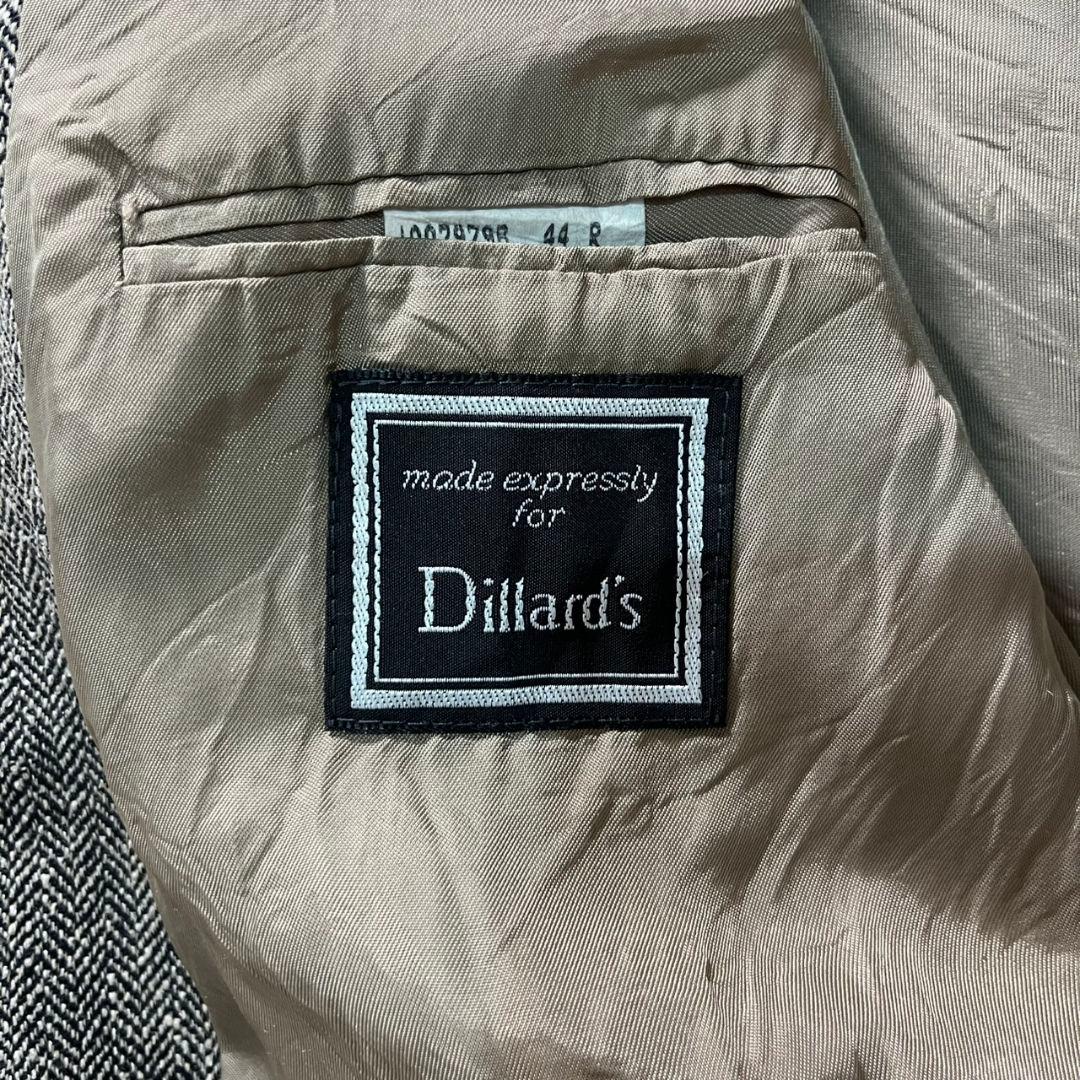 44 R
made expressly
for
Dillard's